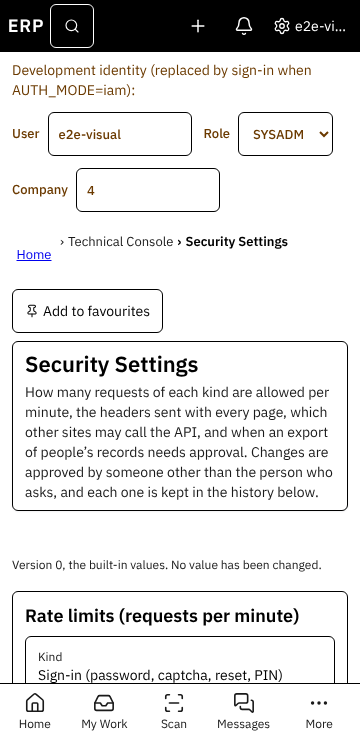 ERP
e2e-vi...
Development identity (replaced by sign-in when
AUTH_MODE=iam):
User e2e-visual Role SYSADM
Company 4
Home › Technical Console › Security Settings
Add to favourites
Security Settings
How many requests of each kind are allowed per
minute, the headers sent with every page, which
other sites may call the API, and when an export
of people’s records needs approval. Changes are
approved by someone other than the person who
asks, and each one is kept in the history below.
Version 0, the built-in values. No value has been changed.
Rate limits (requests per minute)
Kind
Sign-in (password, captcha, reset, PIN)
Home My Work Scan Messages More